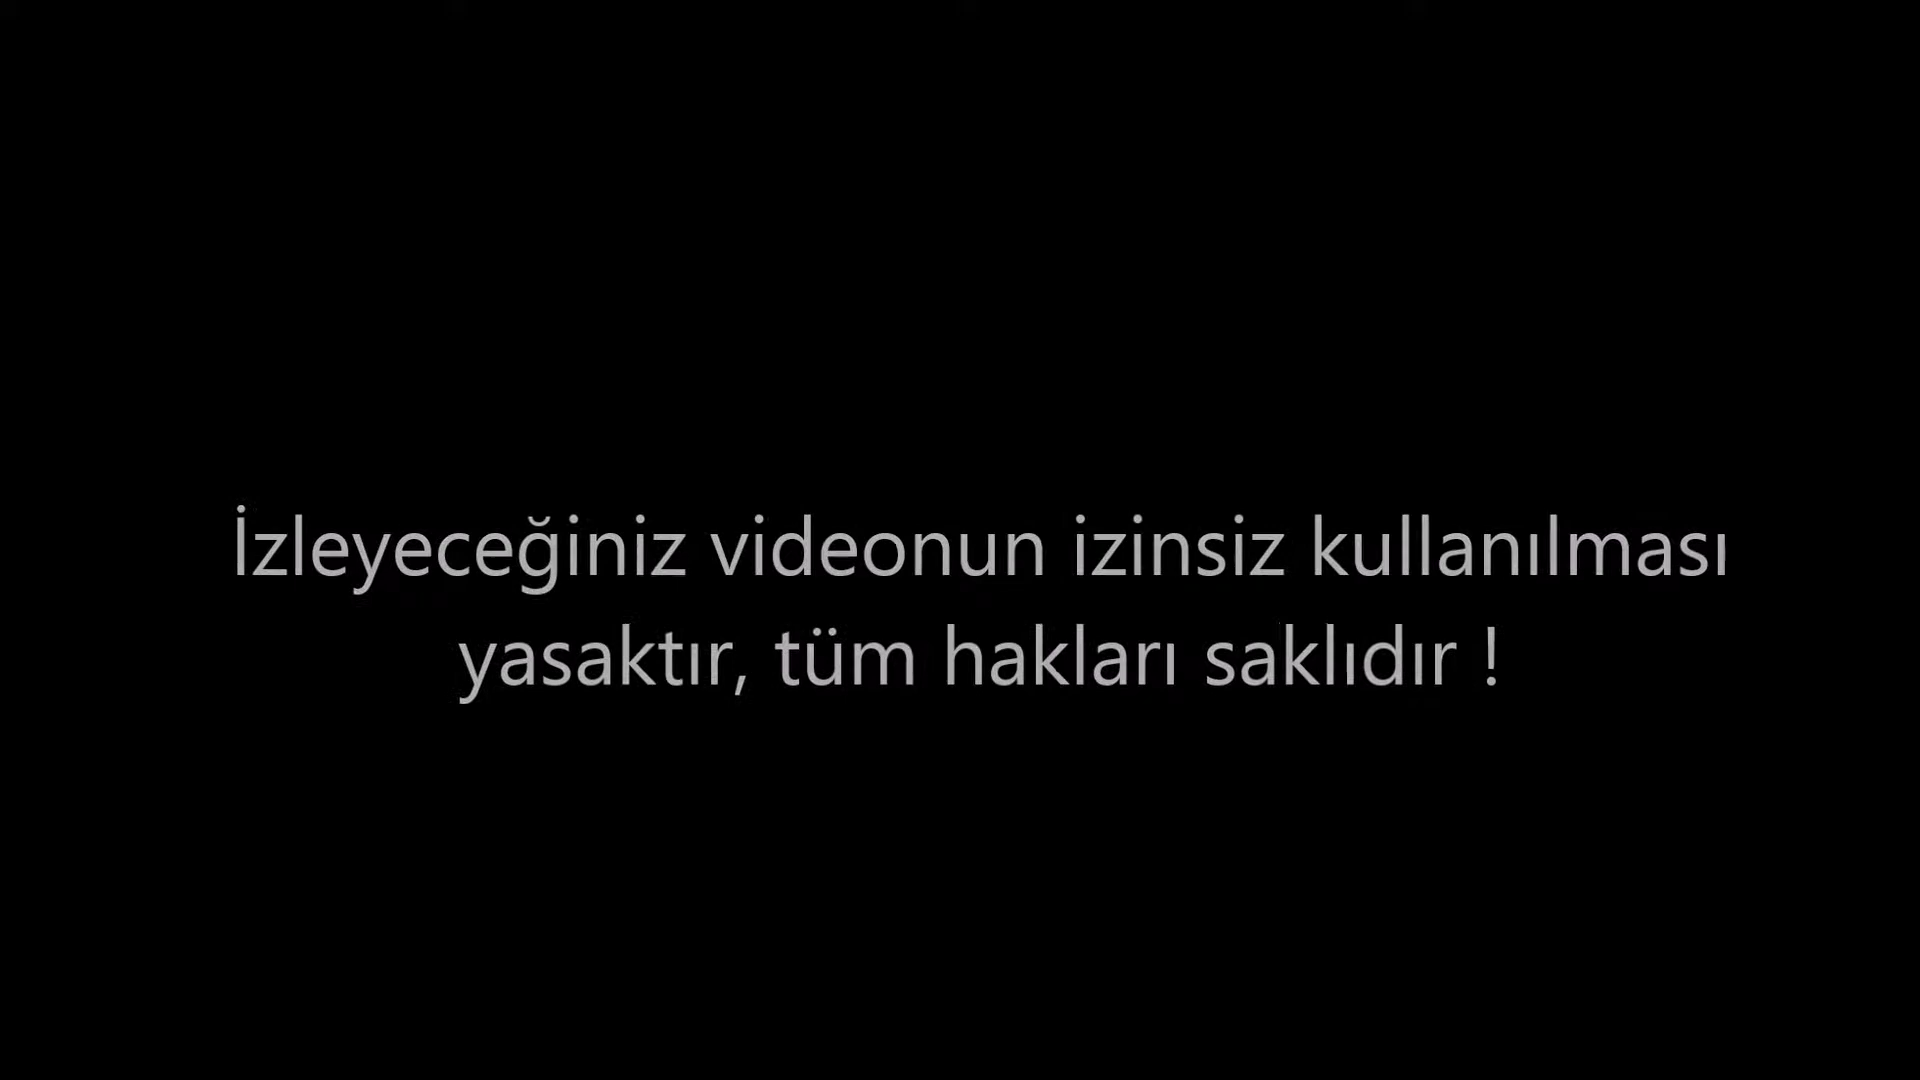 İzleyeceğiniz videonun izinsiz kullanılması
yasaktır, tüm hakları saklıdır !